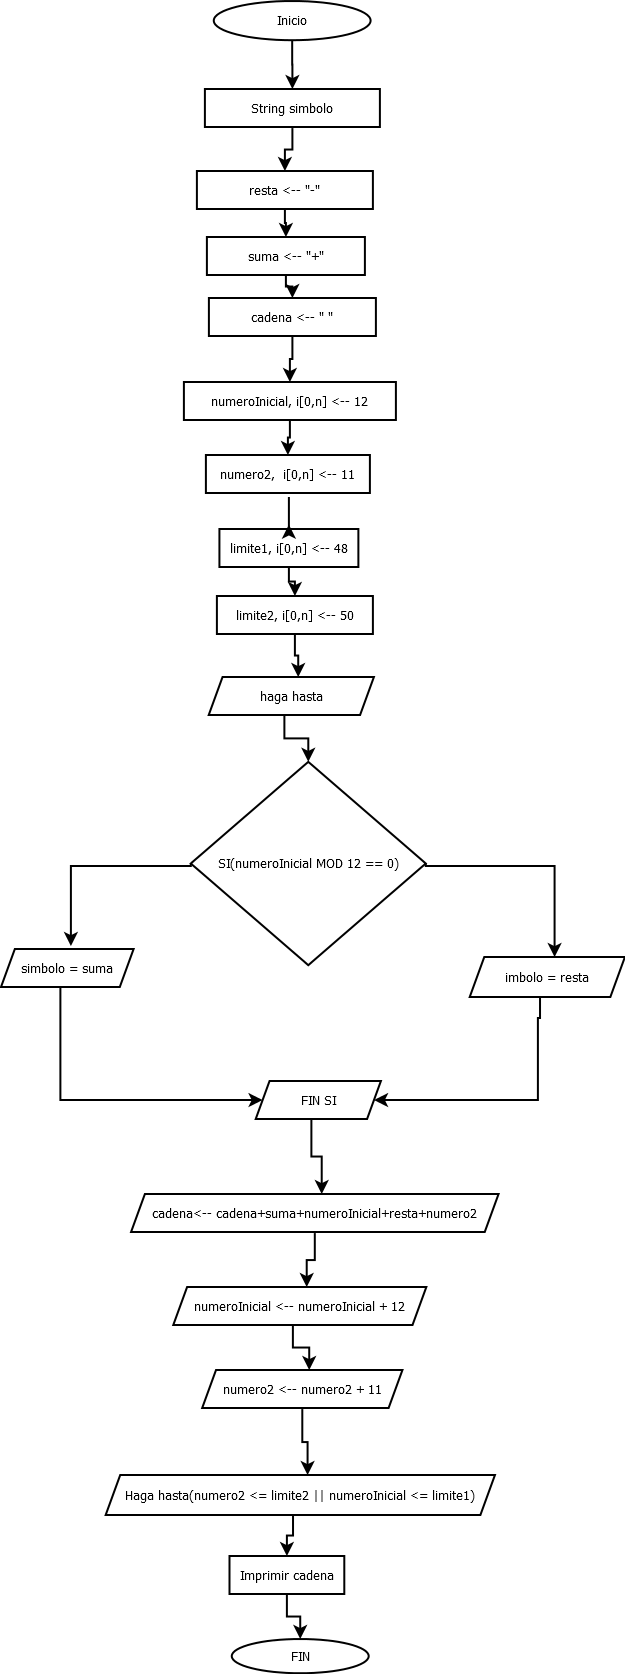 Inicio
String simbolo
resta <-- "-"
suma <-- "+"
cadena <-- " "
numeroInicial, i[0,n] <-- 12
numero2,  i[0,n] <-- 11
limite1, i[0,n] <-- 48
limite2, i[0,n] <-- 50
haga hasta
SI(numeroInicial MOD 12 == 0)
simbolo = suma
imbolo = resta
FIN SI
cadena<-- cadena+suma+numeroInicial+resta+numero2
numeroInicial <-- numeroInicial + 12
numero2 <-- numero2 + 11
Haga hasta(numero2 <= limite2 || numeroInicial <= limite1)
Imprimir cadena
FIN